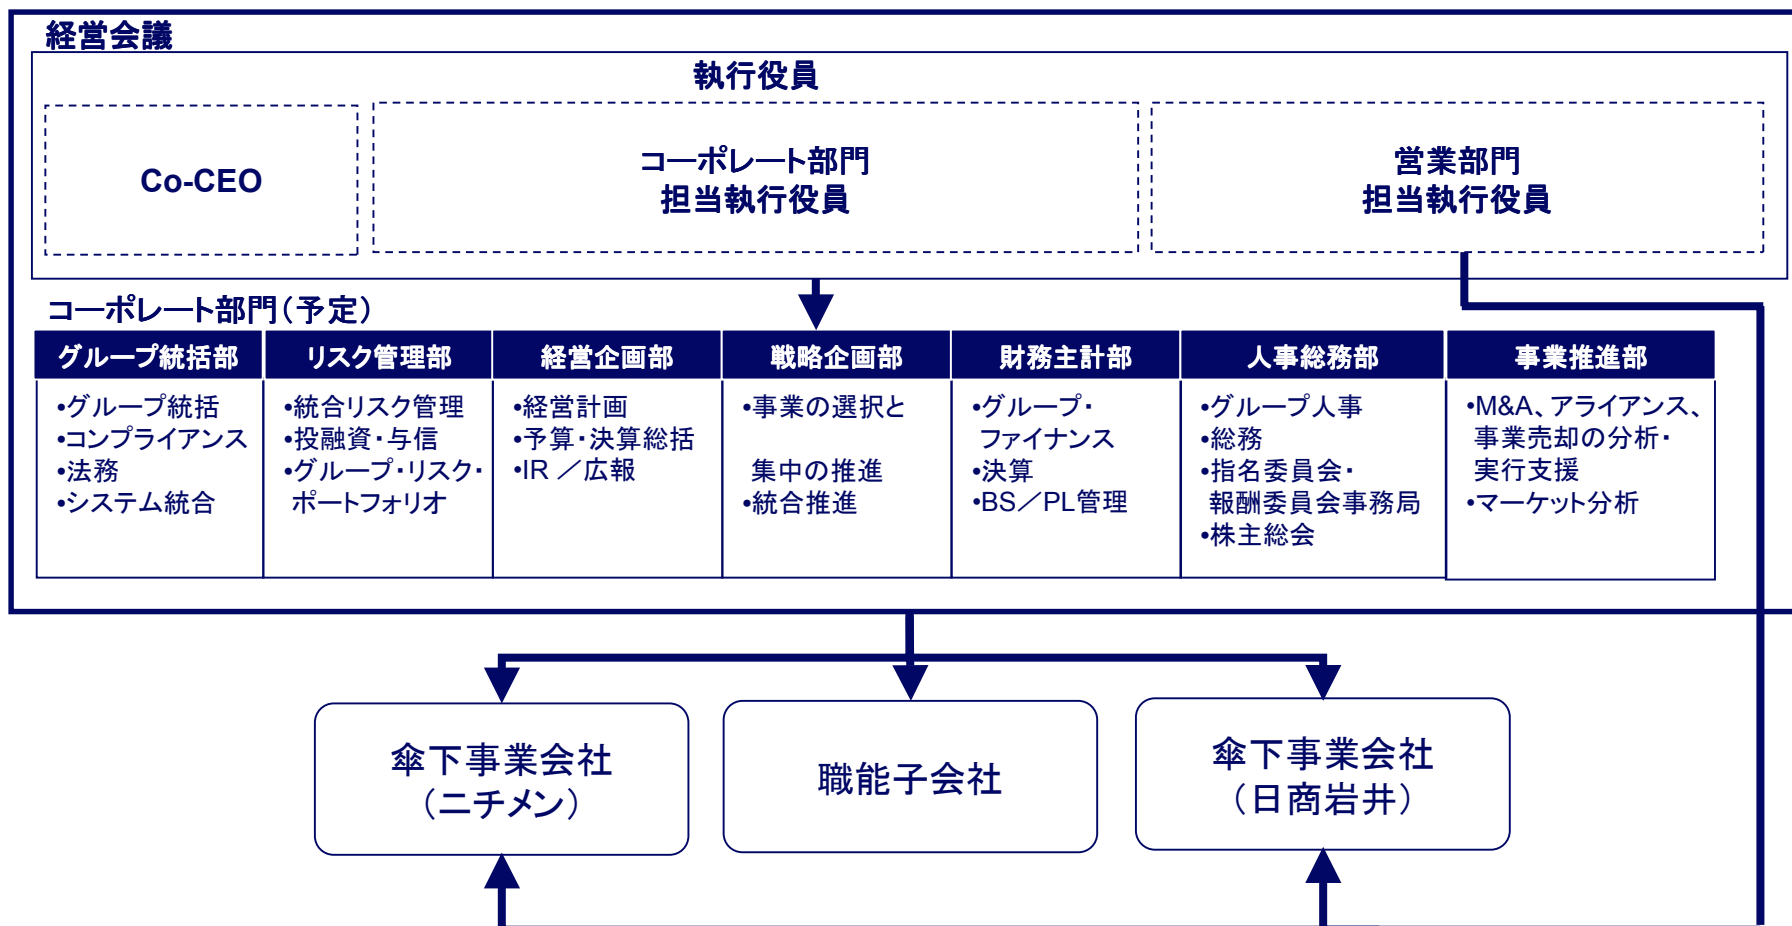 経営会議
執行役員
Co-CEO
コーポレート部門
担当執行役員
営業部門
担当執行役員
コーポレート部門（予定）
グループ統括部
•グループ統括
•コンプライアンス
•法務
•システム統合
リスク管理部
•統合リスク管理
•投融資・与信
•グループ・リスク・
ポートフォリオ
経営企画部
•経営計画
•予算・決算総括
•IR ／広報
戦略企画部
•事業の選択と
集中の推進
•統合推進
財務主計部
•グループ・
ファイナンス
•決算
•BS／PL管理
人事総務部
•グループ人事
•総務
•指名委員会・
報酬委員会事務局
•株主総会
事業推進部
•M&A、アライアンス、
事業売却の分析・
実行支援
•マーケット分析
傘下事業会社
（ニチメン）
職能子会社
傘下事業会社
（日商岩井）